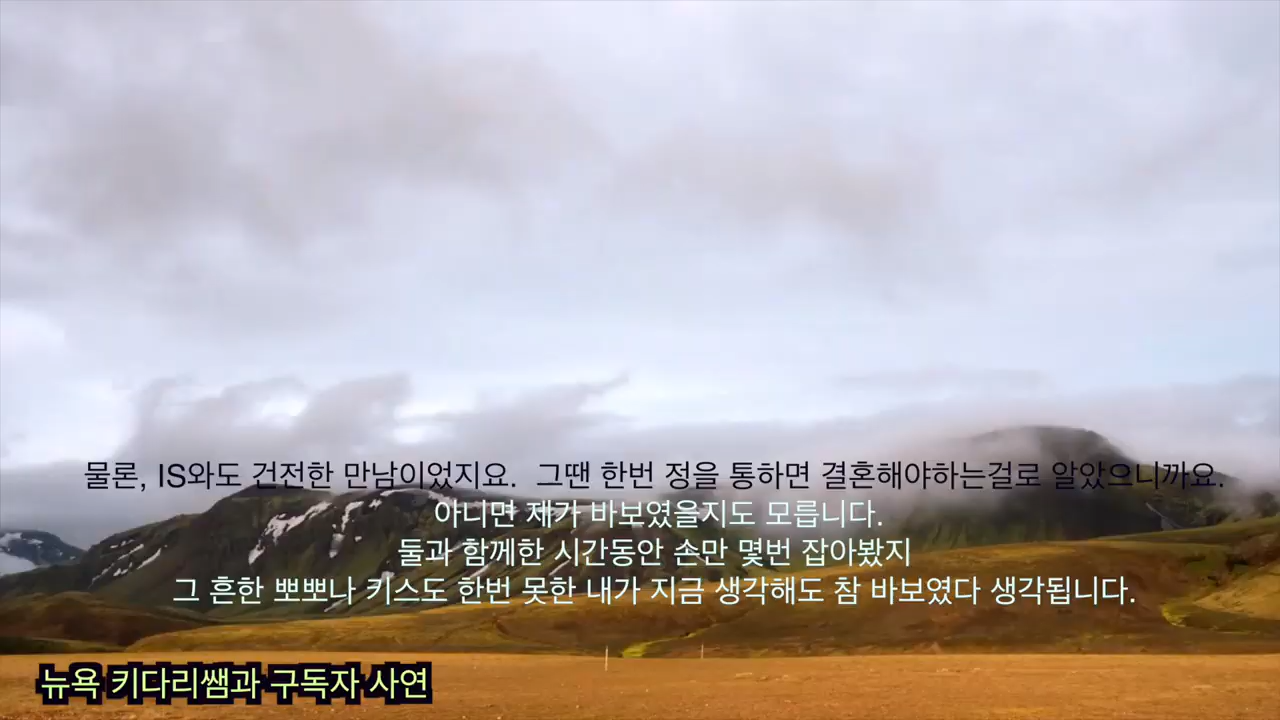 물론, IS와도 건전한 만남이었지요.  그땐 한번 정을 통하면 결혼해야하는걸로 알았으니까요.
아니면 제가 바보였을지도 모릅니다.
둘과 함께한 시간동안 손만 몇번 잡아봤지
그 흔한 뽀뽀나 키스도 한번 못한 내가 지금 생각해도 참 바보였다 생각됩니다.
뉴욕 키다리쌤과 구독자 사연